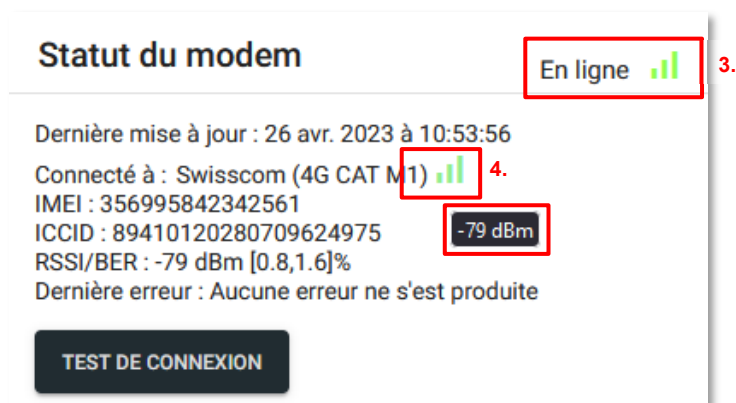 Statut du modem
En ligne
3.
Dernière mise à jour : 26 avr. 2023 à 10:53:56
Connecté à : Swisscom (4G CAT M1)
4.
IMEI : 356995842342561
ICCID : 89410120280709624975
-79 dBm
RSSI/BER : -79 dBm [0.8,1.6]%
Dernière erreur : Aucune erreur ne s'est produite
TEST DE CONNEXION